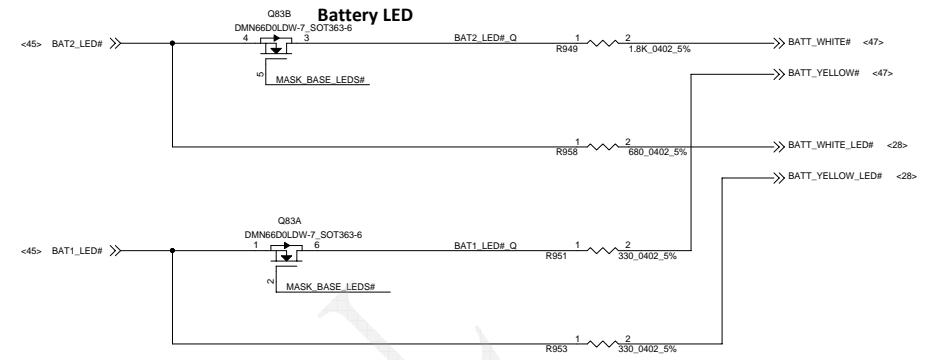 Battery LED
Q83B
DMN66D0LDW-7_SOT363-6
<45> BAT2_LED#
4 3
BAT2_LED#_Q
1 2
R949 1.8K_0402_5%
BATT_WHITE# <47>
5
MASK_BASE_LEDS#
BATT_YELLOW# <47>
1 2
R958 680_0402_5%
BATT_WHITE_LED# <28>
BATT_YELLOW_LED# <28>
Q83A
DMN66D0LDW-7_SOT363-6
<45> BAT1_LED#
1 6
BAT1_LED#_Q
1 2
R951 330_0402_5%
2
MASK_BASE_LEDS#
1 2
R953 330_0402_5%